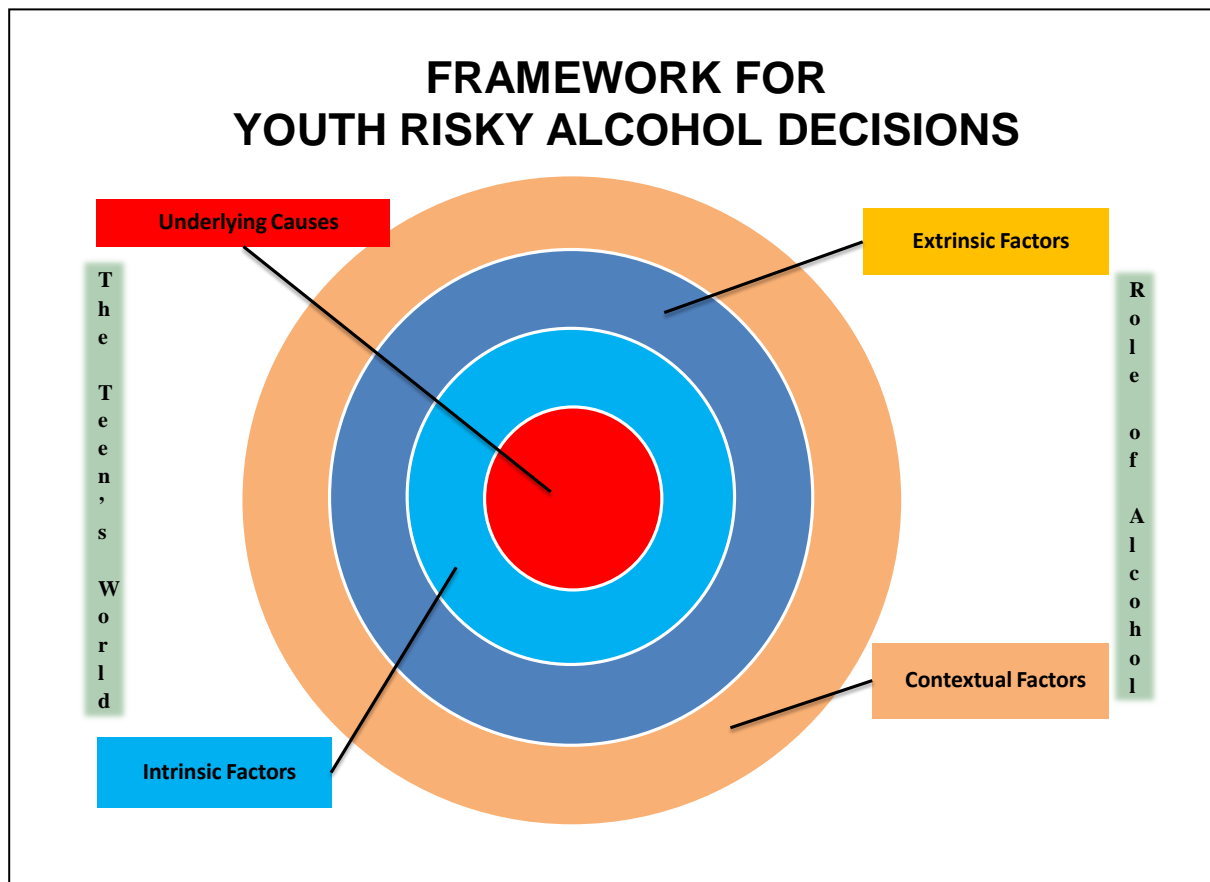 FRAMEWORK FOR
YOUTH RISKY ALCOHOL DECISIONS
Underlying Causes
Extrinsic Factors
The Teen’s World
Role of Alcohol
Contextual Factors
Intrinsic Factors